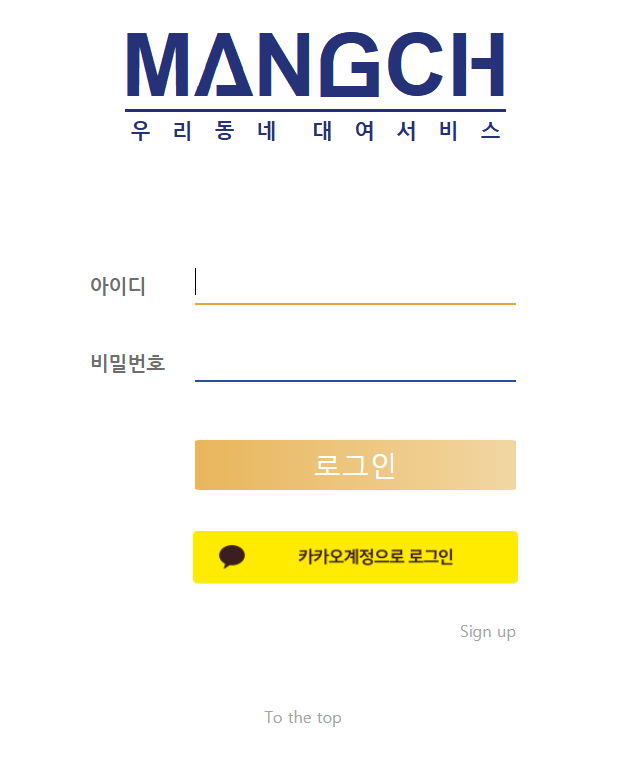 MANGCH
우리동네 대여서비스
아이디
비밀번호
로그인
카카오계정으로 로그인
Sign up
To the top